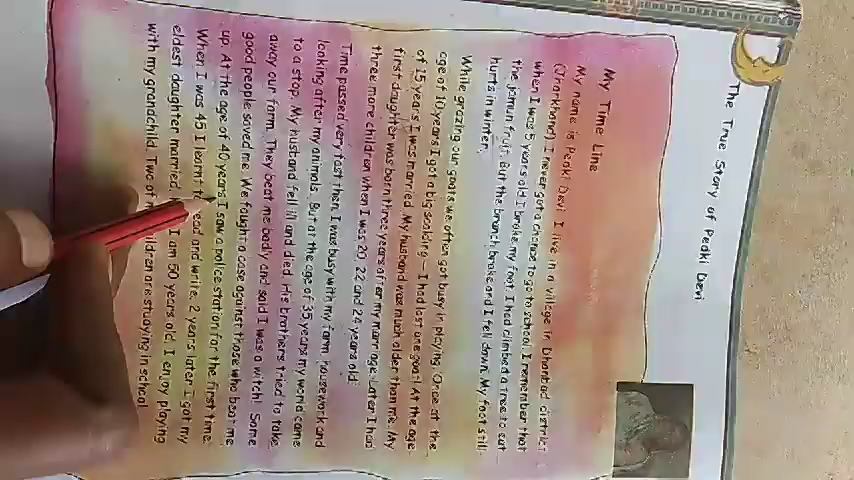 The True Story of Pedki Devi
My Time Line
My name is Pedki Devi. I live in a village in Dhanbad district
(Jharkhand). I never got a chance to go to school. I remember that
when I was 5 years old I broke my foot. I had climbed a tree to eat
the jamun fruit. But the branch broke and I fell down. My foot still
hurts in winter.
While grazing our goats we often got busy in playing. Once at the
age of 10 years I got a big scolding – I had lost one goat! At the age
of 15 years I was married. My husband was much older than me. My
first daughter was born three years after my marriage. Later I had
three more children when I was 20, 22 and 24 years old.
Time passed very fast then. I was busy with my farm, housework and
looking after my animals. But at the age of 35 years my world came
to a stop. My husband fell ill and died. His brothers tried to take
away our farm. They beat me badly and said I was a witch! Some
good people saved me. We fought a case against those who beat me
up. At the age of 40 years I saw a police station for the first time.
When I was 45 I learnt to read and write. 2 years later I got my
eldest daughter married. I am 50 years old. I enjoy playing
with my grandchild. Two of my children are studying in school.